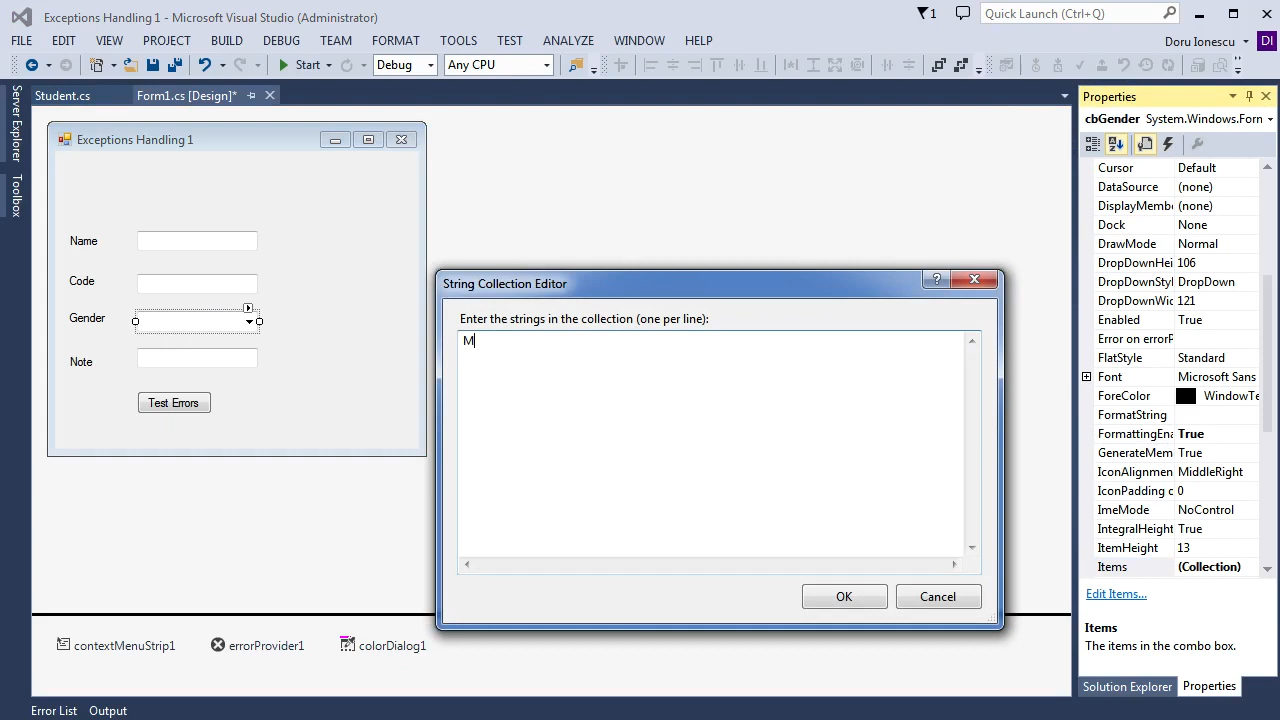 Exceptions Handling 1 - Microsoft Visual Studio (Administrator)
1
Quick Launch (Ctrl+Q)
FILE EDIT VIEW PROJECT BUILD DEBUG TEAM FORMAT TOOLS TEST ANALYZE WINDOW HELP
Doru Ionescu
DI
Start
Debug
Any CPU
Server Explorer
Toolbox
Student.cs
Form1.cs [Design]*
Exceptions Handling 1
Name
Code
Gender
Note
Test Errors
String Collection Editor
?
Enter the strings in the collection (one per line):
M
OK
Cancel
contextMenuStrip1
errorProvider1
colorDialog1
Properties
cbGender System.Windows.Forn
Cursor Default
DataSource (none)
DisplayMembe (none)
Dock None
DrawMode Normal
DropDownHei 106
DropDownStyl DropDown
DropDownWid 121
Enabled True
Error on errorP
FlatStyle Standard
Font Microsoft Sans
ForeColor WindowTe
FormatString
FormattingEna True
GenerateMem True
IconAlignmen MiddleRight
IconPadding o 0
ImeMode NoControl
IntegralHeight True
ItemHeight 13
Items (Collection)
Edit Items...
Items
The items in the combo box.
Solution Explorer
Properties
Error List
Output